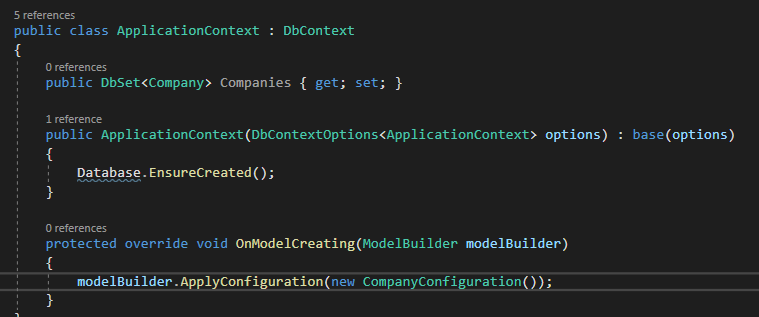 5 references
public class ApplicationContext : DbContext
{
0 references
public DbSet<Company> Companies { get; set; }
1 reference
public ApplicationContext(DbContextOptions<ApplicationContext> options) : base(options)
{
Database.EnsureCreated();
}
0 references
protected override void OnModelCreating(ModelBuilder modelBuilder)
{
modelBuilder.ApplyConfiguration(new CompanyConfiguration());
}
}